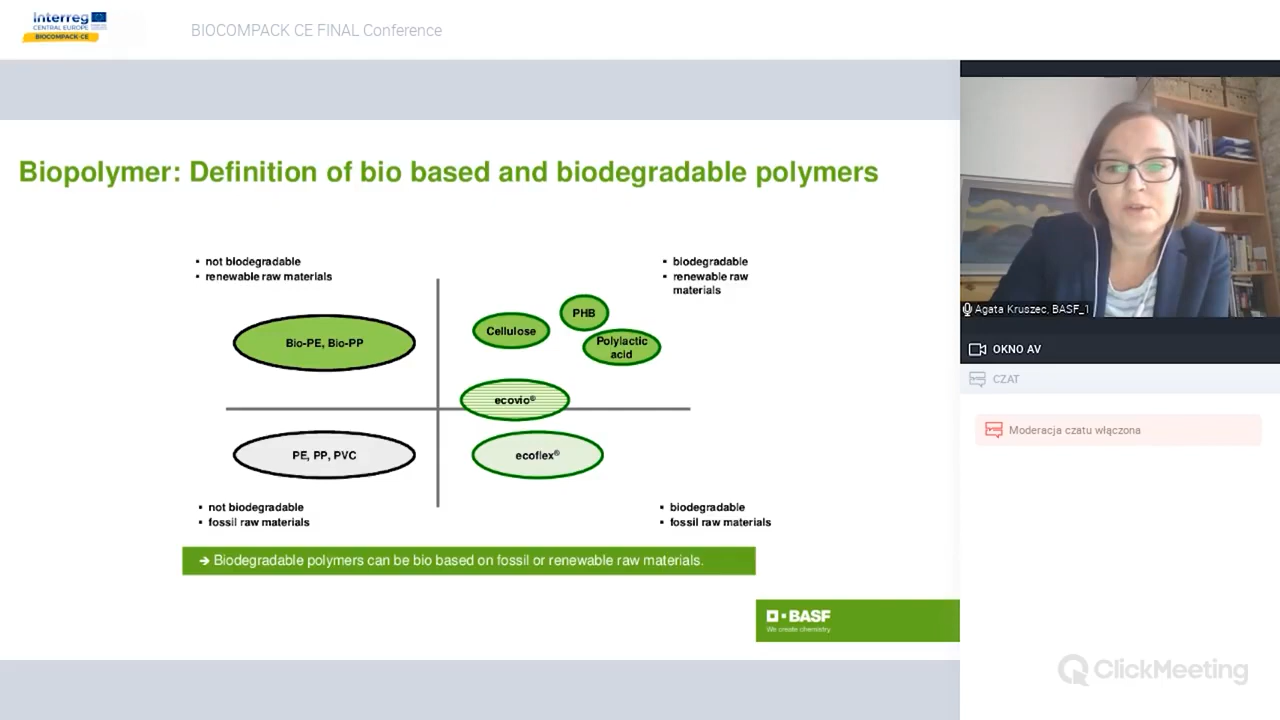 Interreg
CENTRAL EUROPE
BIOCOMPACK-CE
BIOCOMPACK CE FINAL Conference
Biopolymer: Definition of bio based and biodegradable polymers
▪ not biodegradable
▪ renewable raw materials
▪ biodegradable
▪ renewable raw
materials
PHB
Cellulose
Polylactic
acid
Bio-PE, Bio-PP
ecovio®
PE, PP, PVC
ecoflex®
▪ not biodegradable
▪ fossil raw materials
▪ biodegradable
▪ fossil raw materials
➔ Biodegradable polymers can be bio based on fossil or renewable raw materials.
BASF
We create chemistry
Agata Kruszec, BASF_1
OKNO AV
CZAT
Moderacja czatu włączona
ClickMeeting